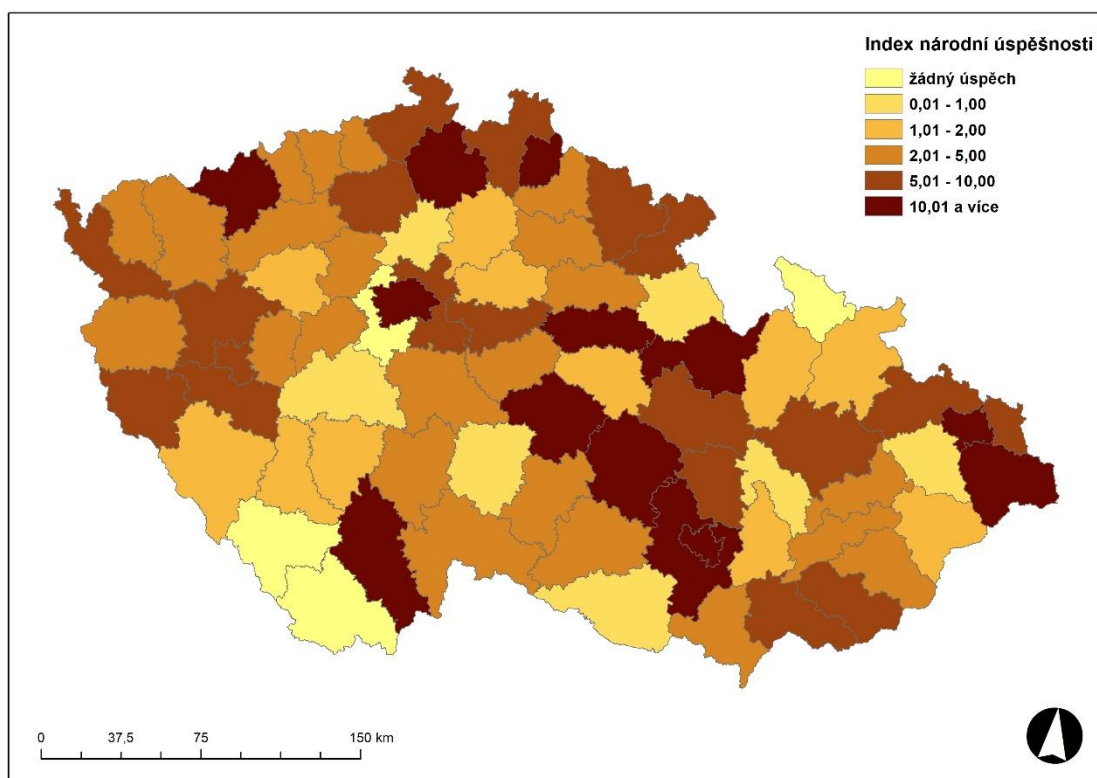 Index národní úspěšnosti
žádný úspěch
0,01 - 1,00
1,01 - 2,00
2,01 - 5,00
5,01 - 10,00
10,01 a více
0 37,5 75 150 km